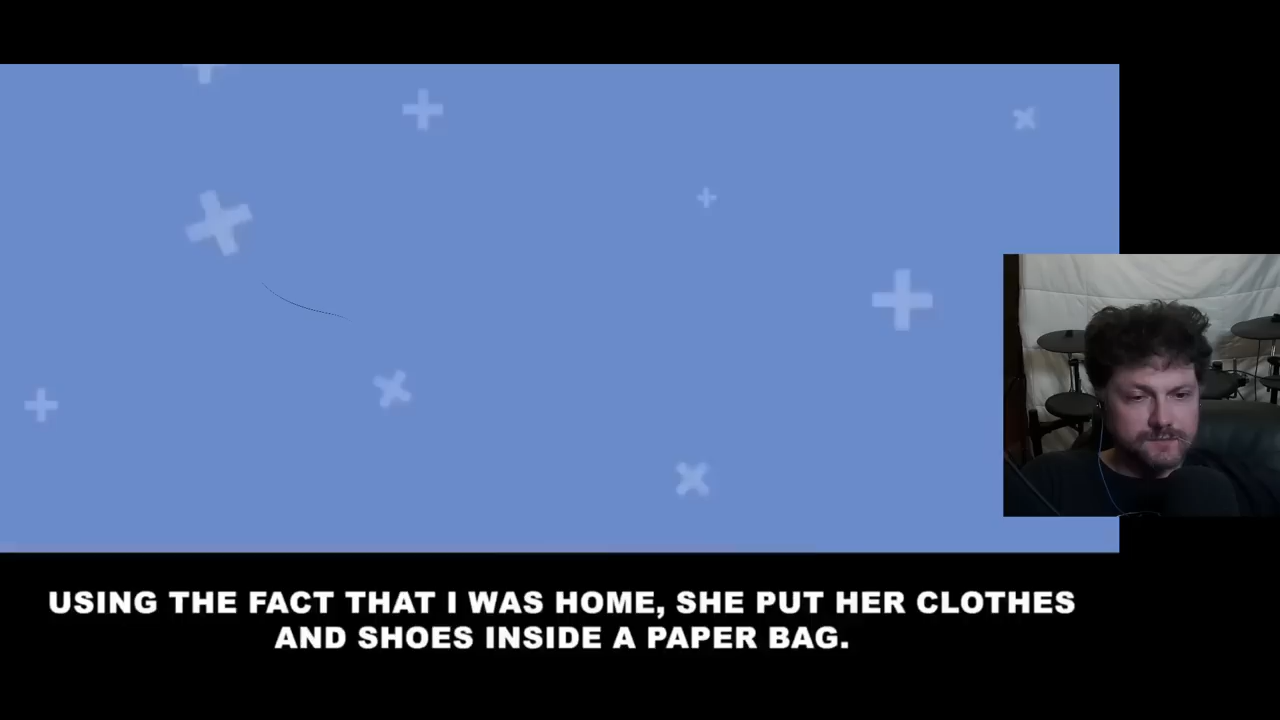 USING THE FACT THAT I WAS HOME, SHE PUT HER CLOTHES
AND SHOES INSIDE A PAPER BAG.